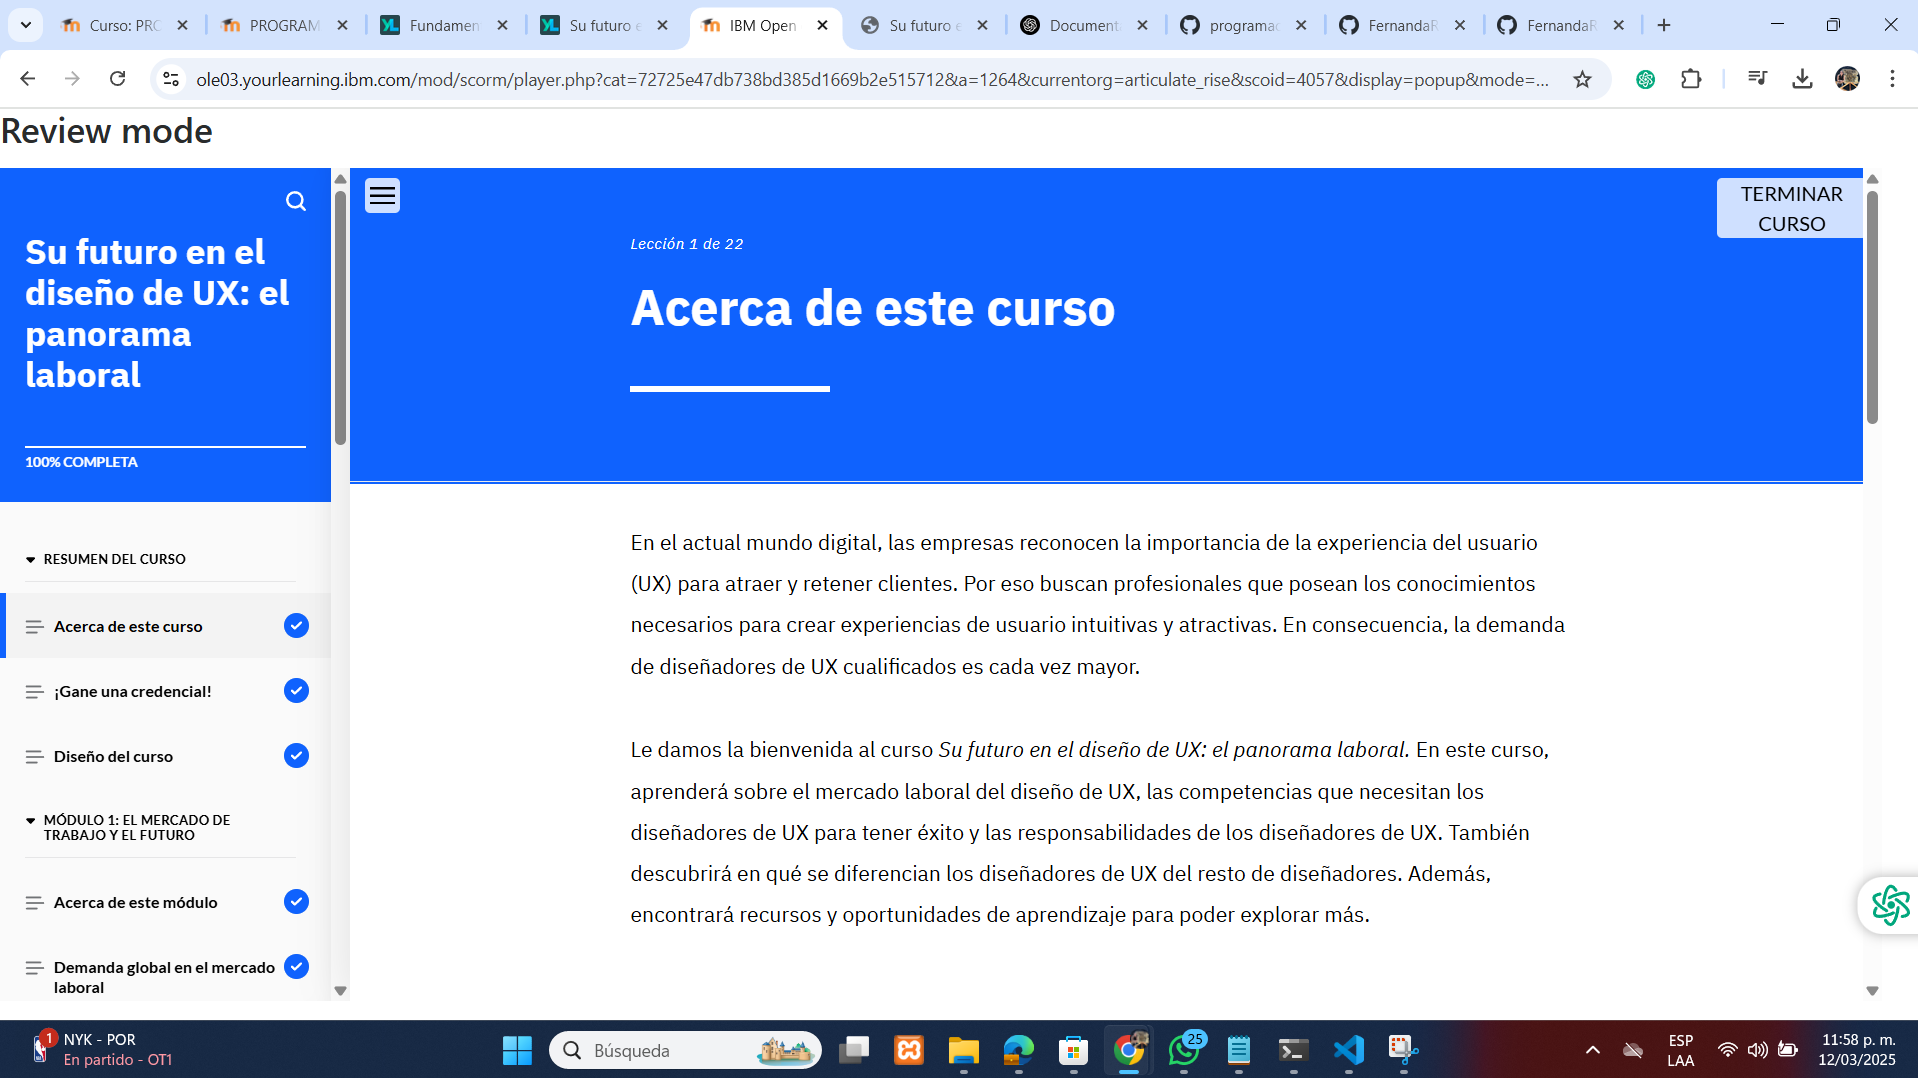 Curso: PRO
PROGRAM
Fundamen
Su futuro e
IBM Open
Su futuro e
Documenta
programac
FernandaR
FernandaR
ole03.yourlearning.ibm.com/mod/scorm/player.php?cat=72725e47db738bd385d1669b2e515712&a=1264&currentorg=articulate_rise&scoid=4057&display=popup&mode=...
Review mode
Su futuro en el
diseño de UX: el
panorama
laboral
100% COMPLETA
RESUMEN DEL CURSO
Acerca de este curso
¡Gane una credencial!
Diseño del curso
MÓDULO 1: EL MERCADO DE
TRABAJO Y EL FUTURO
Acerca de este módulo
Demanda global en el mercado
laboral
TERMINAR
CURSO
Lección 1 de 22
Acerca de este curso
En el actual mundo digital, las empresas reconocen la importancia de la experiencia del usuario
(UX) para atraer y retener clientes. Por eso buscan profesionales que posean los conocimientos
necesarios para crear experiencias de usuario intuitivas y atractivas. En consecuencia, la demanda
de diseñadores de UX cualificados es cada vez mayor.
Le damos la bienvenida al curso Su futuro en el diseño de UX: el panorama laboral. En este curso,
aprenderá sobre el mercado laboral del diseño de UX, las competencias que necesitan los
diseñadores de UX para tener éxito y las responsabilidades de los diseñadores de UX. También
descubrirá en qué se diferencian los diseñadores de UX del resto de diseñadores. Además,
encontrará recursos y oportunidades de aprendizaje para poder explorar más.
1
NYK - POR
En partido - OT1
Búsqueda
25
ESP
LAA
11:58 p. m.
12/03/2025